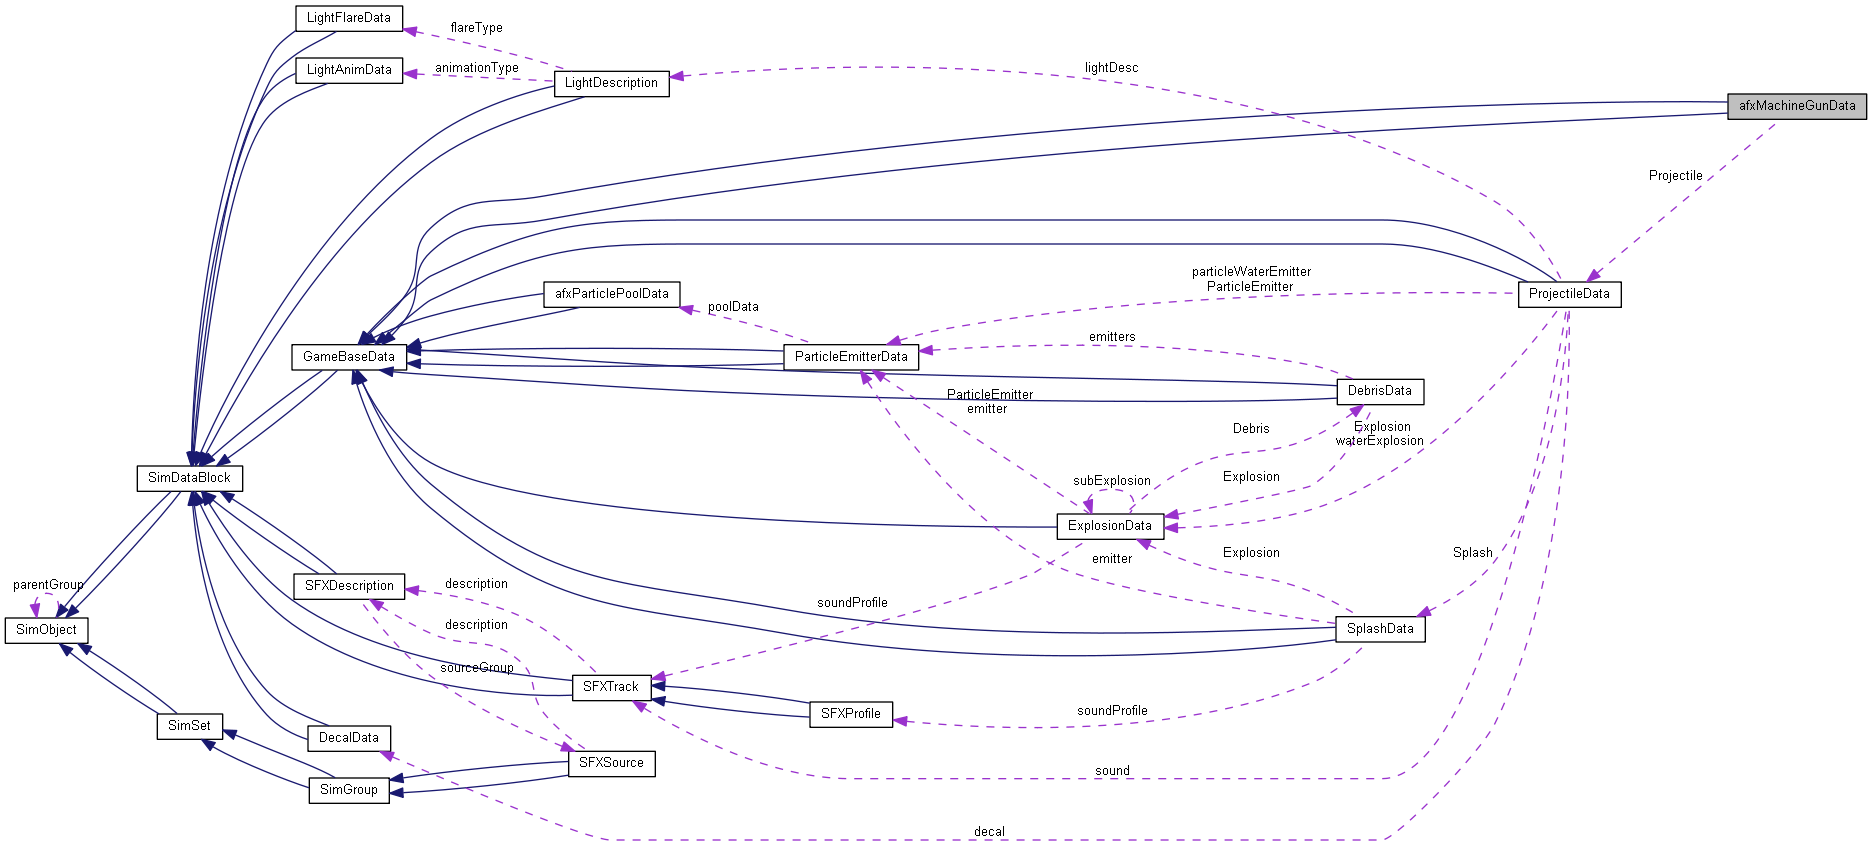 LightFlareData
flareType
LightAnimData
animationType
LightDescription
lightDesc
afxMachineGunData
Projectile
particleWaterEmitter
ParticleEmitter
ProjectileData
afxParticlePoolData
poolData
GameBaseData
ParticleEmitterData
emitters
DebrisData
ParticleEmitter
emitter
Debris
Explosion
waterExplosion
SimDataBlock
subExplosion
Explosion
ExplosionData
Explosion
Splash
emitter
parentGroup
SFXDescription
description
soundProfile
SimObject
description
SplashData
sourceGroup
SFXTrack
SFXProfile
soundProfile
SimSet
DecalData
SFXSource
sound
SimGroup
decal